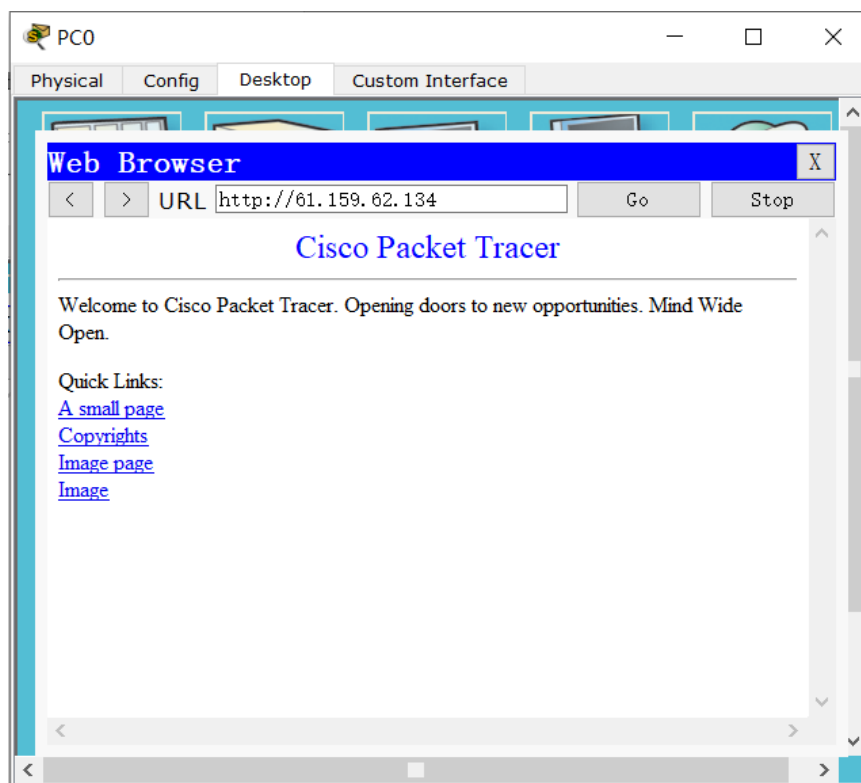 PC0
Physical Config Desktop Custom Interface
Web Browser X
< > URL http://61.159.62.134 Go Stop
Cisco Packet Tracer
Welcome to Cisco Packet Tracer. Opening doors to new opportunities. Mind Wide
Open.
Quick Links:
A small page
Copyrights
Image page
Image